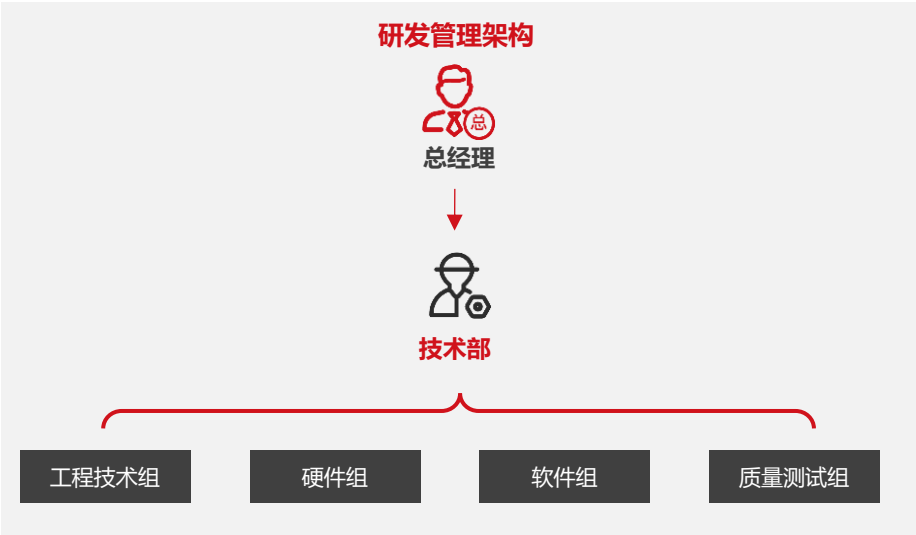 研发管理架构
总
总经理
技术部
工程技术组
硬件组
软件组
质量测试组